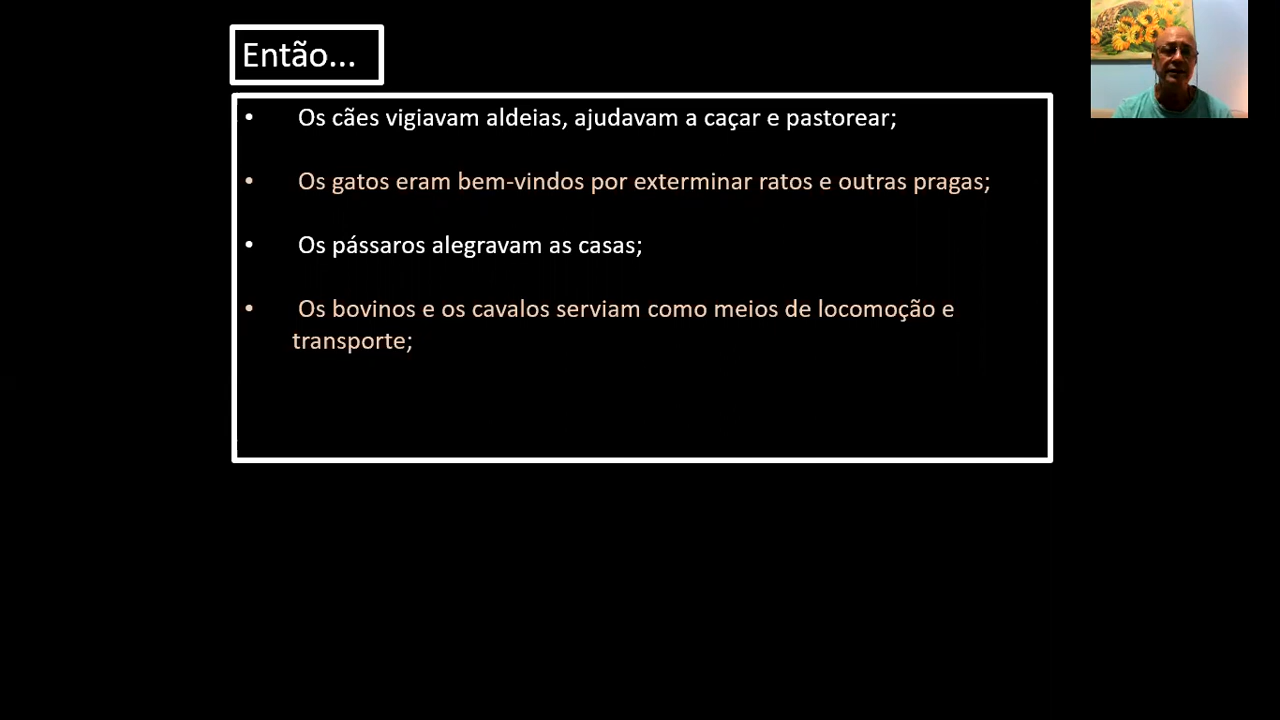 Então...
• Os cães vigiavam aldeias, ajudavam a caçar e pastorear;
• Os gatos eram bem-vindos por exterminar ratos e outras pragas;
• Os pássaros alegravam as casas;
• Os bovinos e os cavalos serviam como meios de locomoção e
transporte;